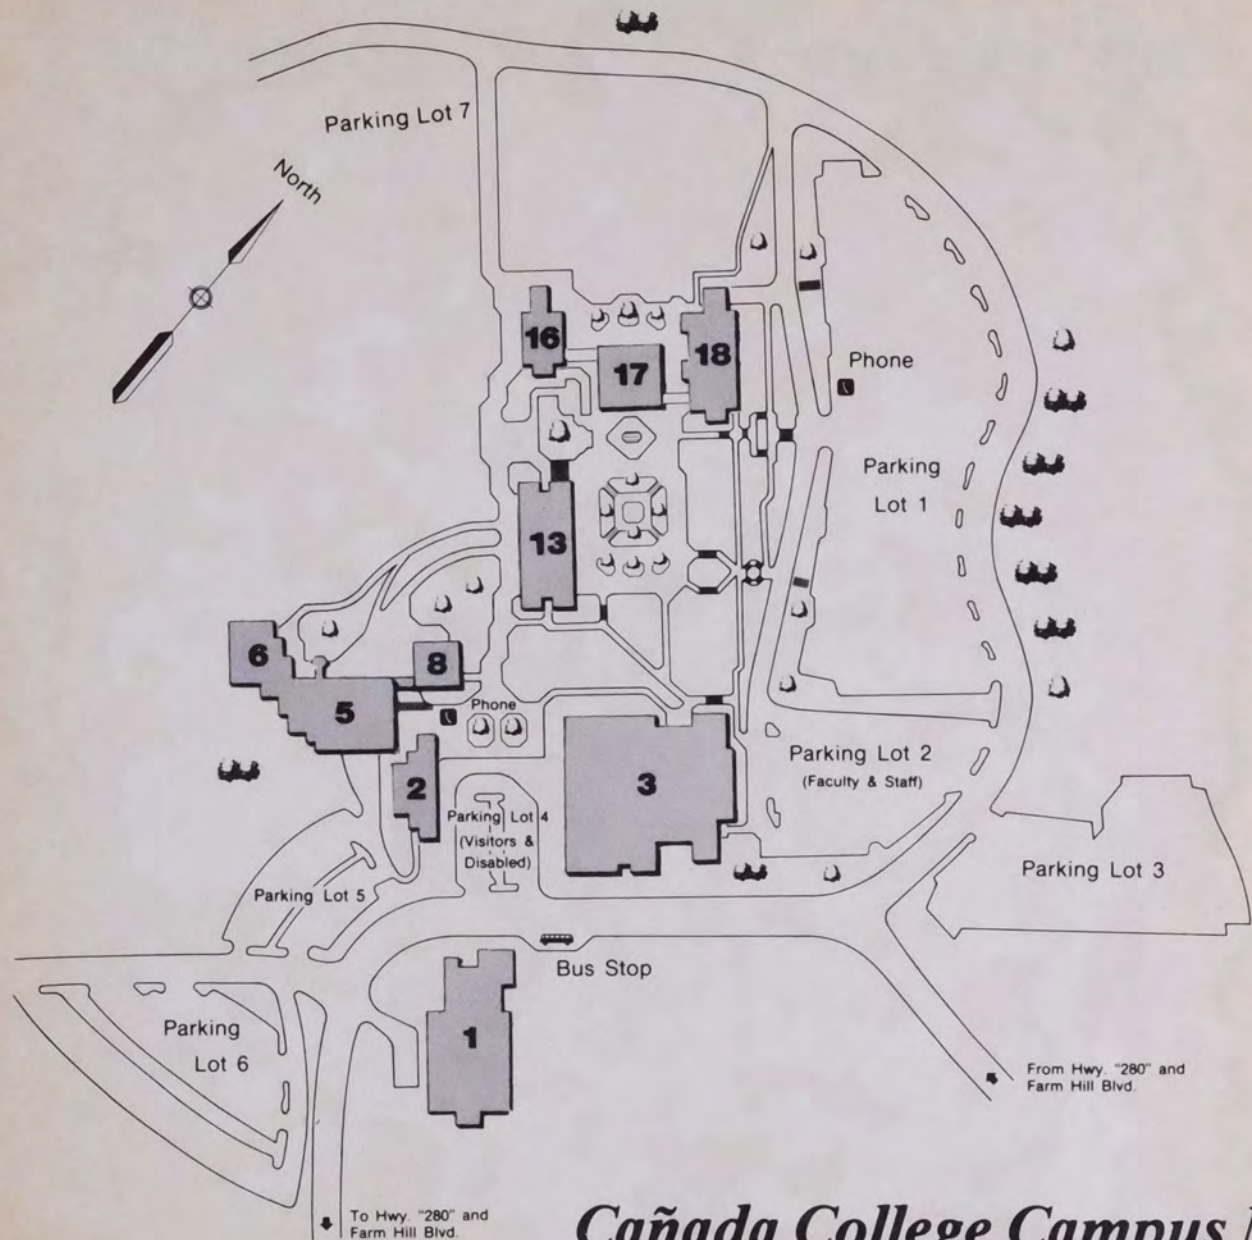 Parking Lot 7
North
16
17
18
Phone
Parking
Lot 1
13
6
8
5
Phone
2
3
Parking Lot 2
(Faculty & Staff)
Parking Lot 4
(Visitors &
Disabled)
Parking Lot 3
Parking Lot 5
Bus Stop
Parking
Lot 6
1
From Hwy. "280" and
Farm Hill Blvd.
To Hwy. "280" and
Farm Hill Blvd.
Cañada College Campus